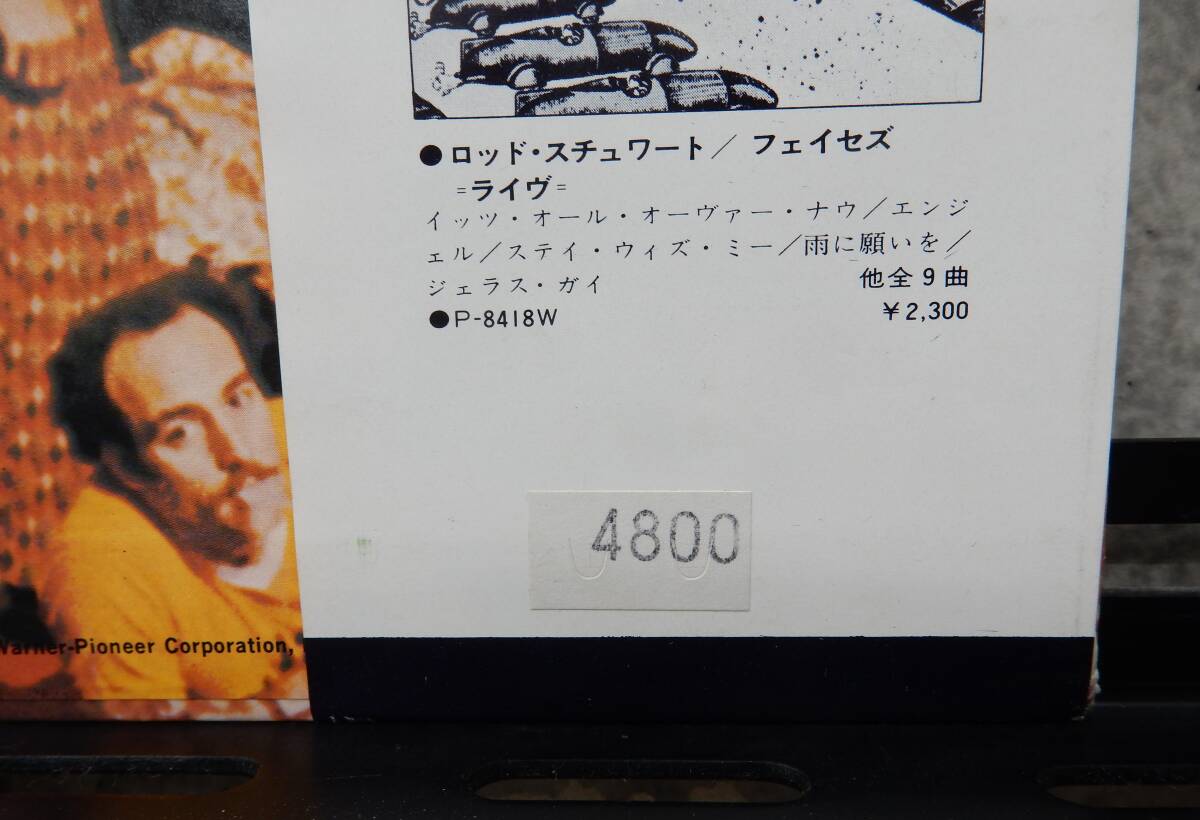 ●ロッド・スチュワート/ フェイセズ
=ライヴ=
イッツ・オール・オーヴァー・ナウ/エンジ
ェル/ステイ・ウィズ・ミー/雨に願いを/
ジェラス・ガイ 他全9曲
●P-8418W ¥2,300
4800
Warner-Pioneer Corporation,